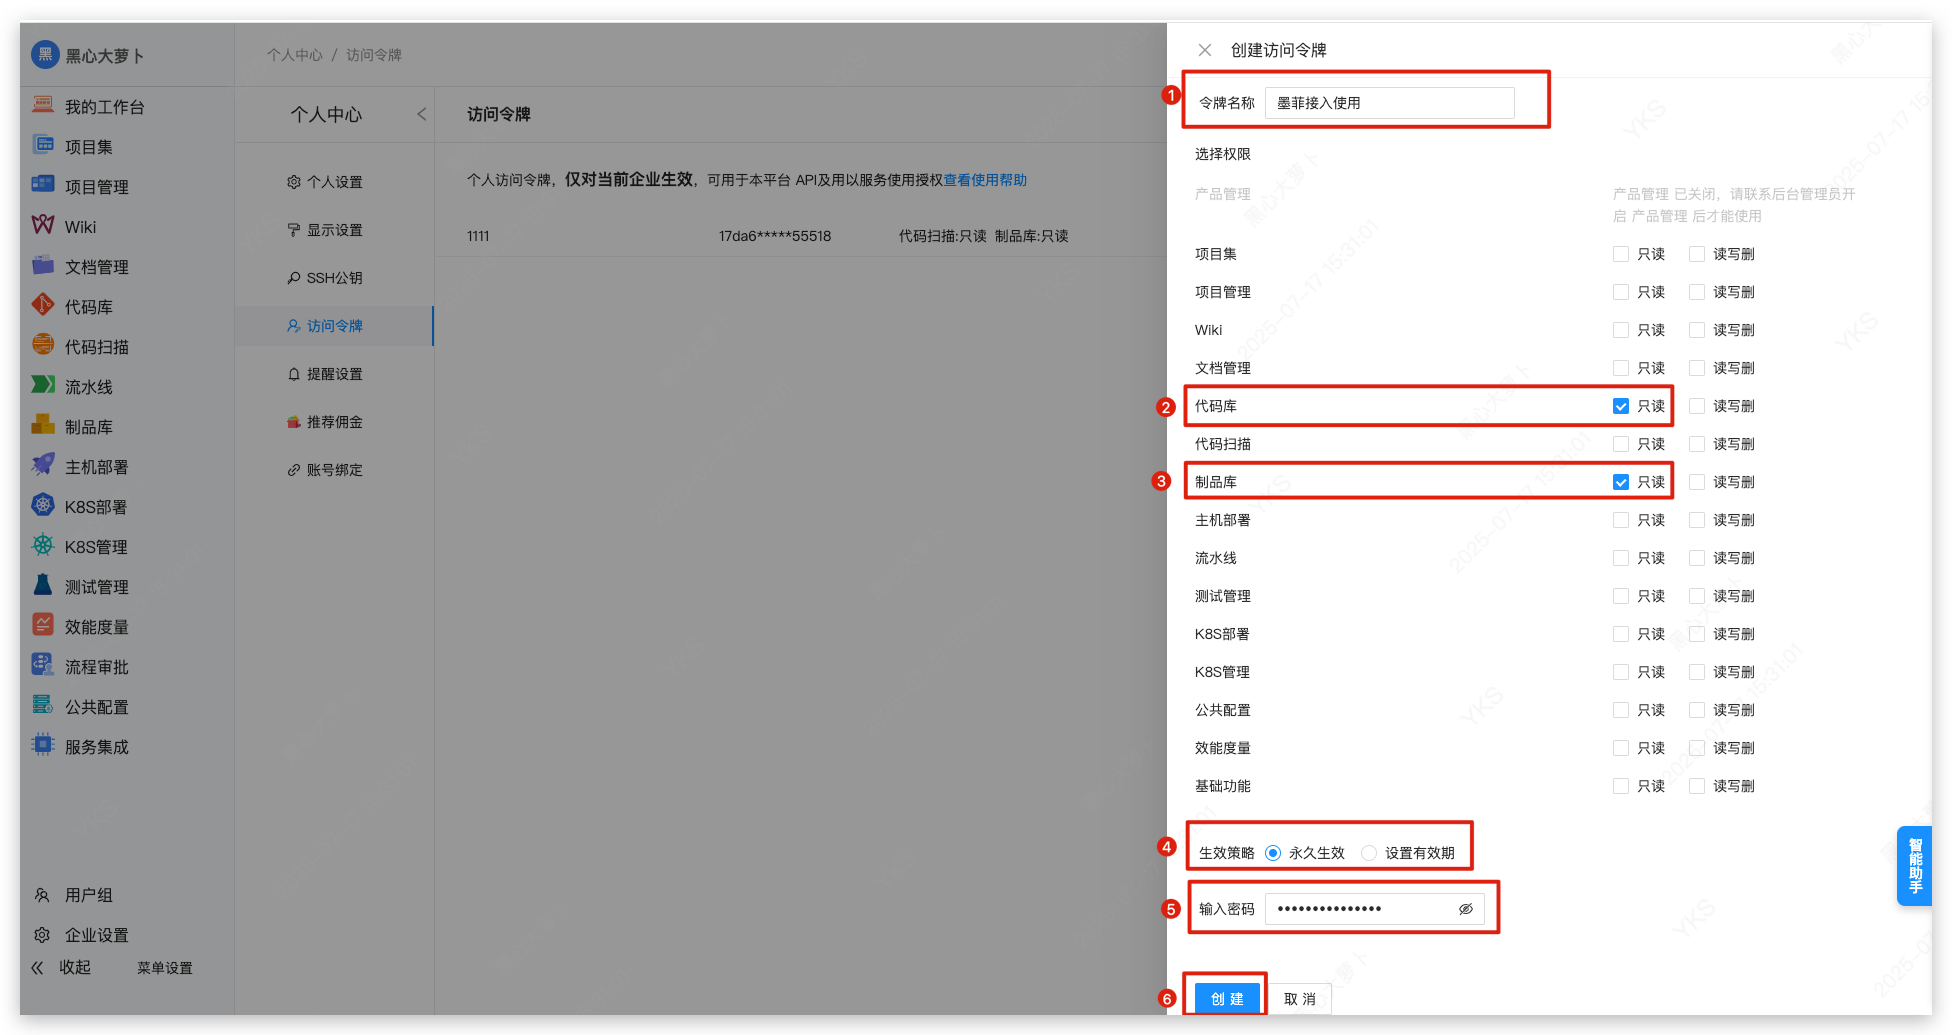 黑 黑心大萝卜
我的工作台
项目集
项目管理
Wiki
文档管理
代码库
代码扫描
流水线
制品库
主机部署
K8S部署
K8S管理
测试管理
效能度量
流程审批
公共配置
服务集成
用户组
企业设置
收起 菜单设置
个人中心 / 访问令牌
个人中心
个人设置
显示设置
SSH公钥
访问令牌
提醒设置
推荐佣金
账号绑定
访问令牌
个人访问令牌，仅对当前企业生效，可用于本平台 API及用以服务使用授权查看使用帮助
1111 17da6*****55518 代码扫描:只读 制品库:只读
创建访问令牌
1 令牌名称 墨菲接入使用
选择权限
产品管理 产品管理 已关闭，请联系后台管理员开
启 产品管理 后才能使用
项目集 只读 读写删
项目管理 只读 读写删
Wiki 只读 读写删
文档管理 只读 读写删
2 代码库 只读 读写删
代码扫描 只读 读写删
3 制品库 只读 读写删
主机部署 只读 读写删
流水线 只读 读写删
测试管理 只读 读写删
K8S部署 只读 读写删
K8S管理 只读 读写删
公共配置 只读 读写删
效能度量 只读 读写删
基础功能 只读 读写删
4 生效策略 永久生效 设置有效期
5 输入密码 •••••••••••••••
6 创 建 取 消
智能助手
黑心大萝卜
YKS
2025-07-17 15:31:01